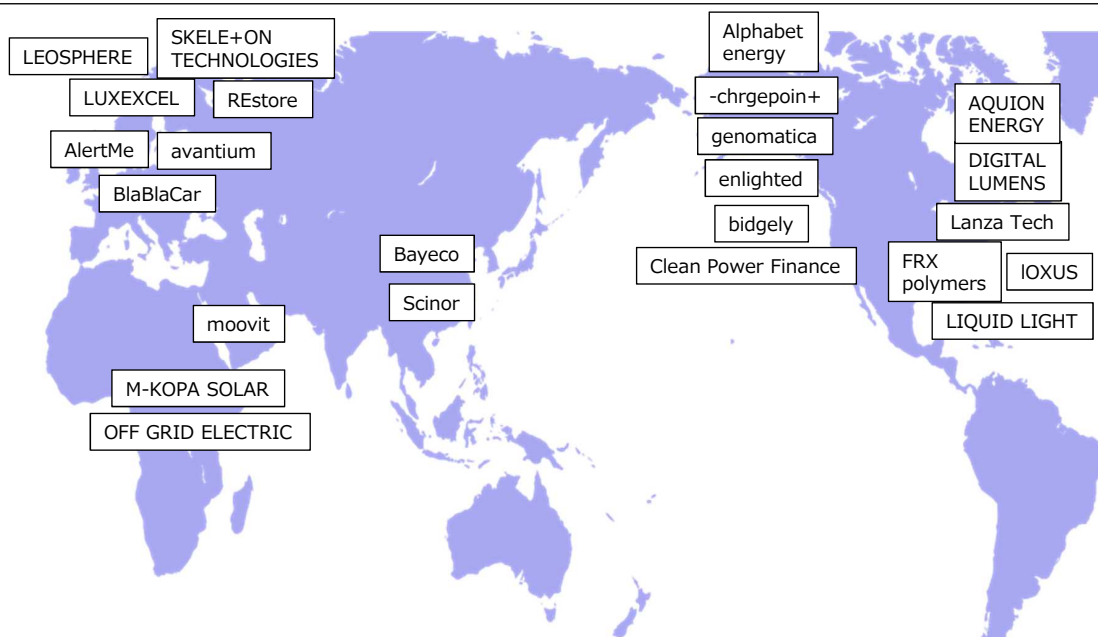 LEOSPHERE
SKELE+ON
TECHNOLOGIES
LUXEXCEL
REstore
AlertMe
avantium
BlaBlaCar
Bayeco
Scinor
moovit
M-KOPA SOLAR
OFF GRID ELECTRIC
Alphabet
energy
-chrgepoin+
genomatica
enlighted
bidgely
Clean Power Finance
AQUION
ENERGY
DIGITAL
LUMENS
Lanza Tech
FRX
polymers
lOXUS
LIQUID LIGHT